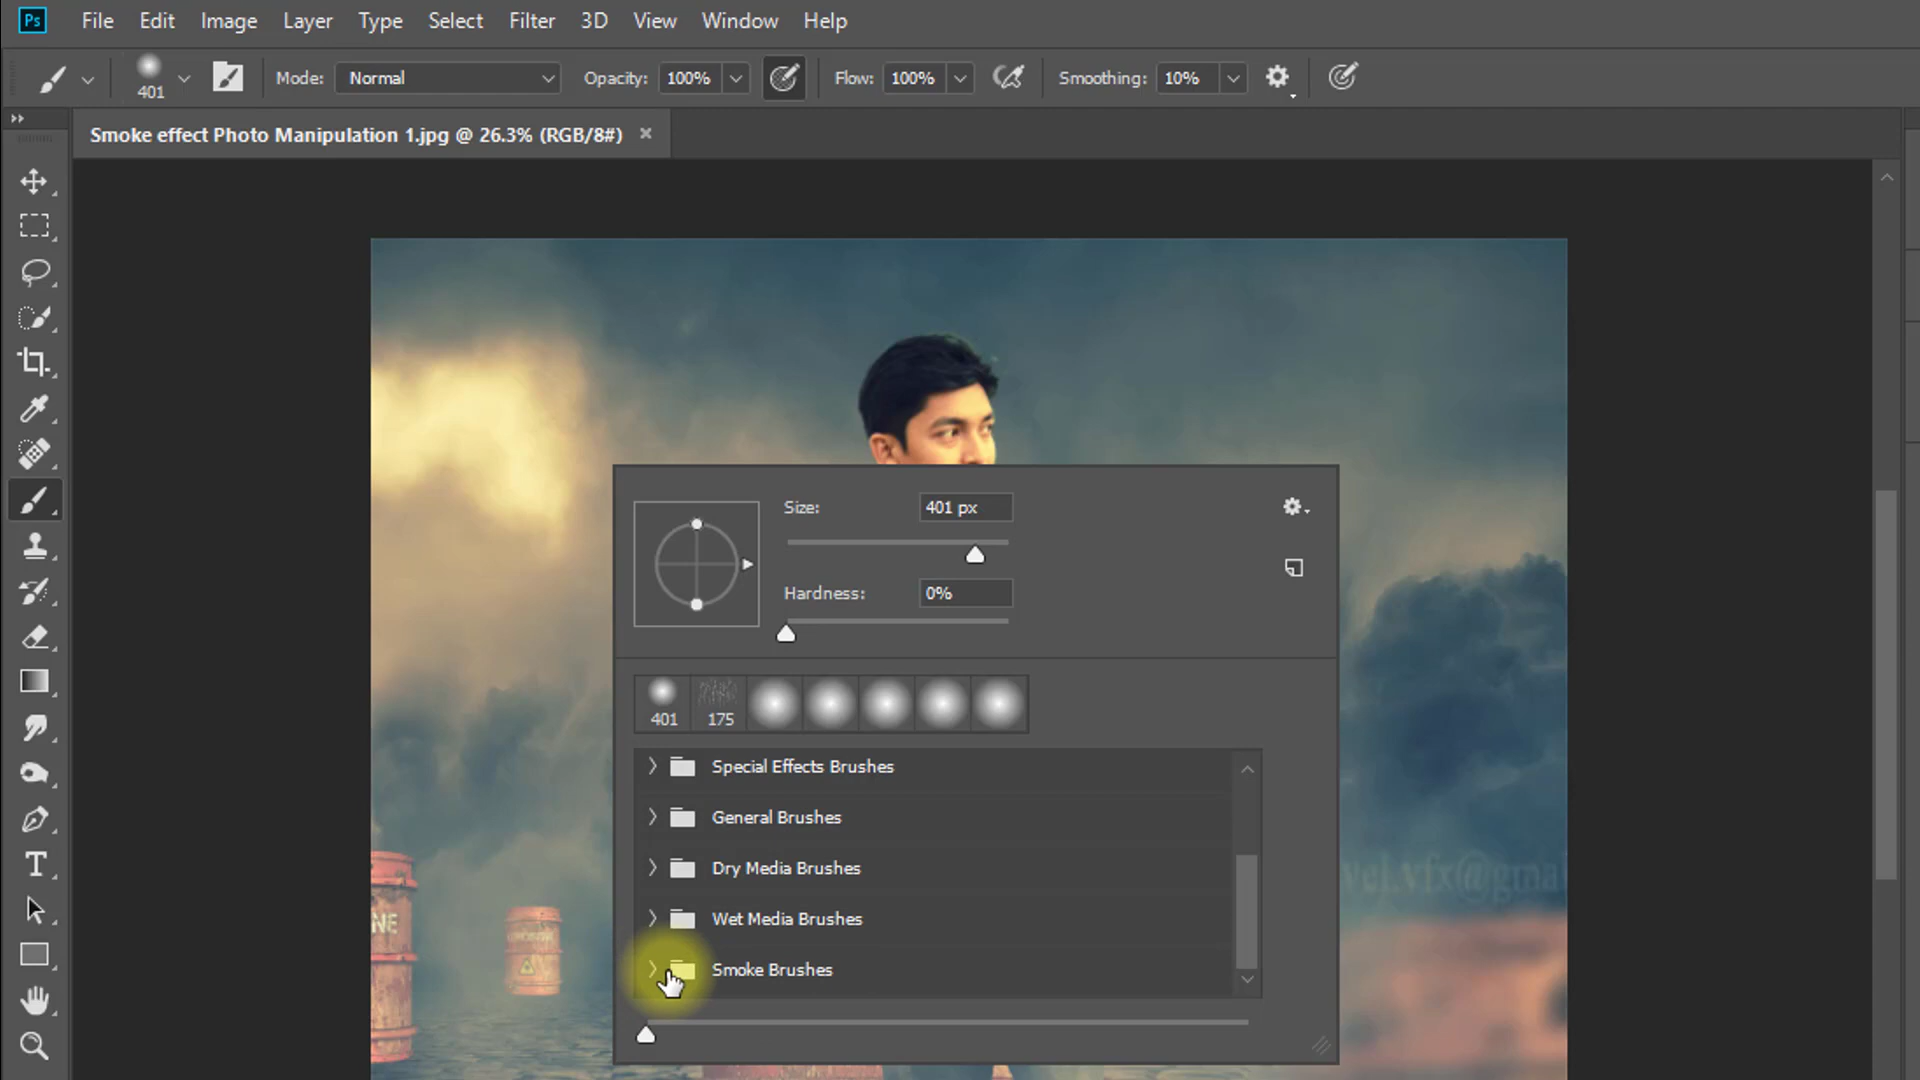 Ps File Edit Image Layer Type Select Filter 3D View Window Help
401 Mode: Normal Opacity: 100% Flow: 100% Smoothing: 10%
Smoke effect Photo Manipulation 1.jpg @ 26.3% (RGB/8#) ×
Size: 401 px
Hardness: 0%
401 175
Special Effects Brushes
General Brushes
Dry Media Brushes
Wet Media Brushes
Smoke Brushes
T